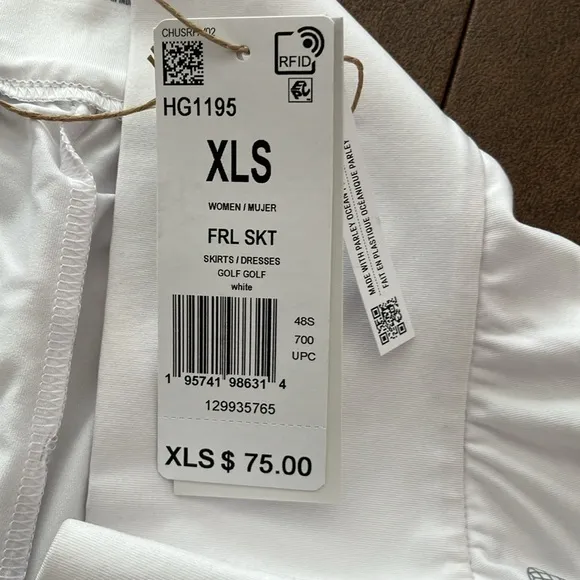 RFID
HG1195
XLS
WOMEN / MUJER
FRL SKT
SKIRTS / DRESSES
GOLF GOLF
white
48S
700
UPC
1 95741 98631 4
129935765
XLS $ 75.00
MADE WITH PARLEY OCEAN
FAIT EN PLASTIQUE OCÉANIQUE PARLEY